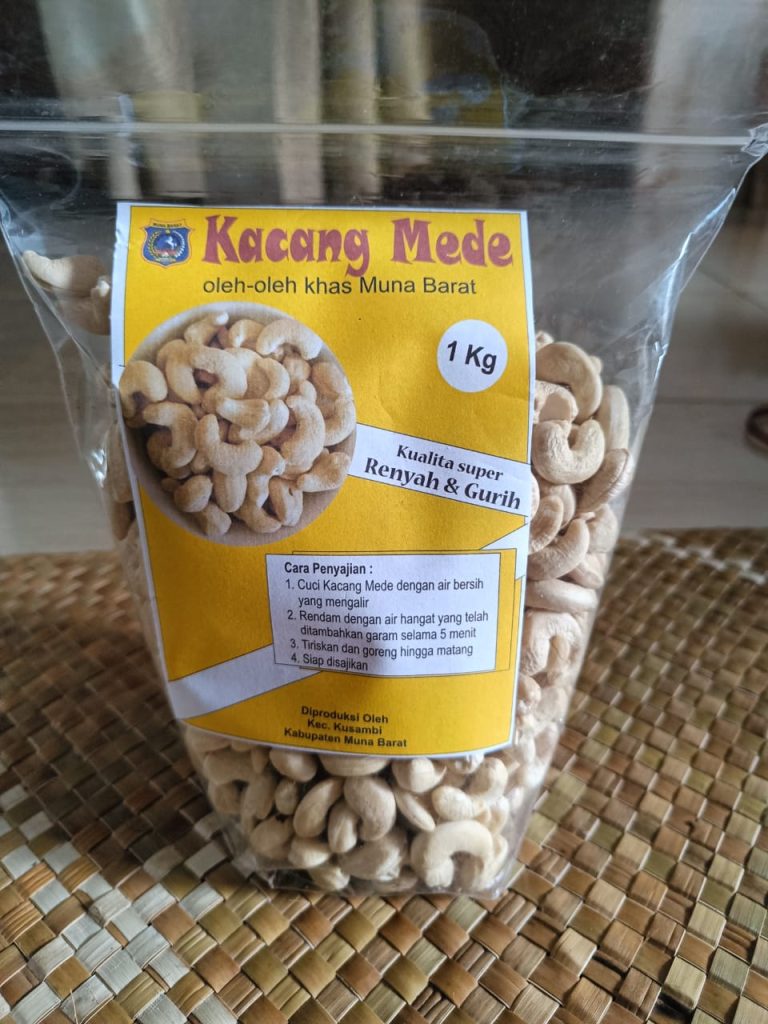 MUNA BARAT
Kacang Mede
oleh-oleh khas Muna Barat
1 Kg
Kualita super
Renyah & Gurih
Cara Penyajian :
1. Cuci Kacang Mede dengan air bersih
yang mengalir
2. Rendam dengan air hangat yang telah
ditambahkan garam selama 5 menit
3. Tiriskan dan goreng hingga matang
4. Siap disajikan
Diproduksi Oleh
Kec. Kusambi
Kabupaten Muna Barat